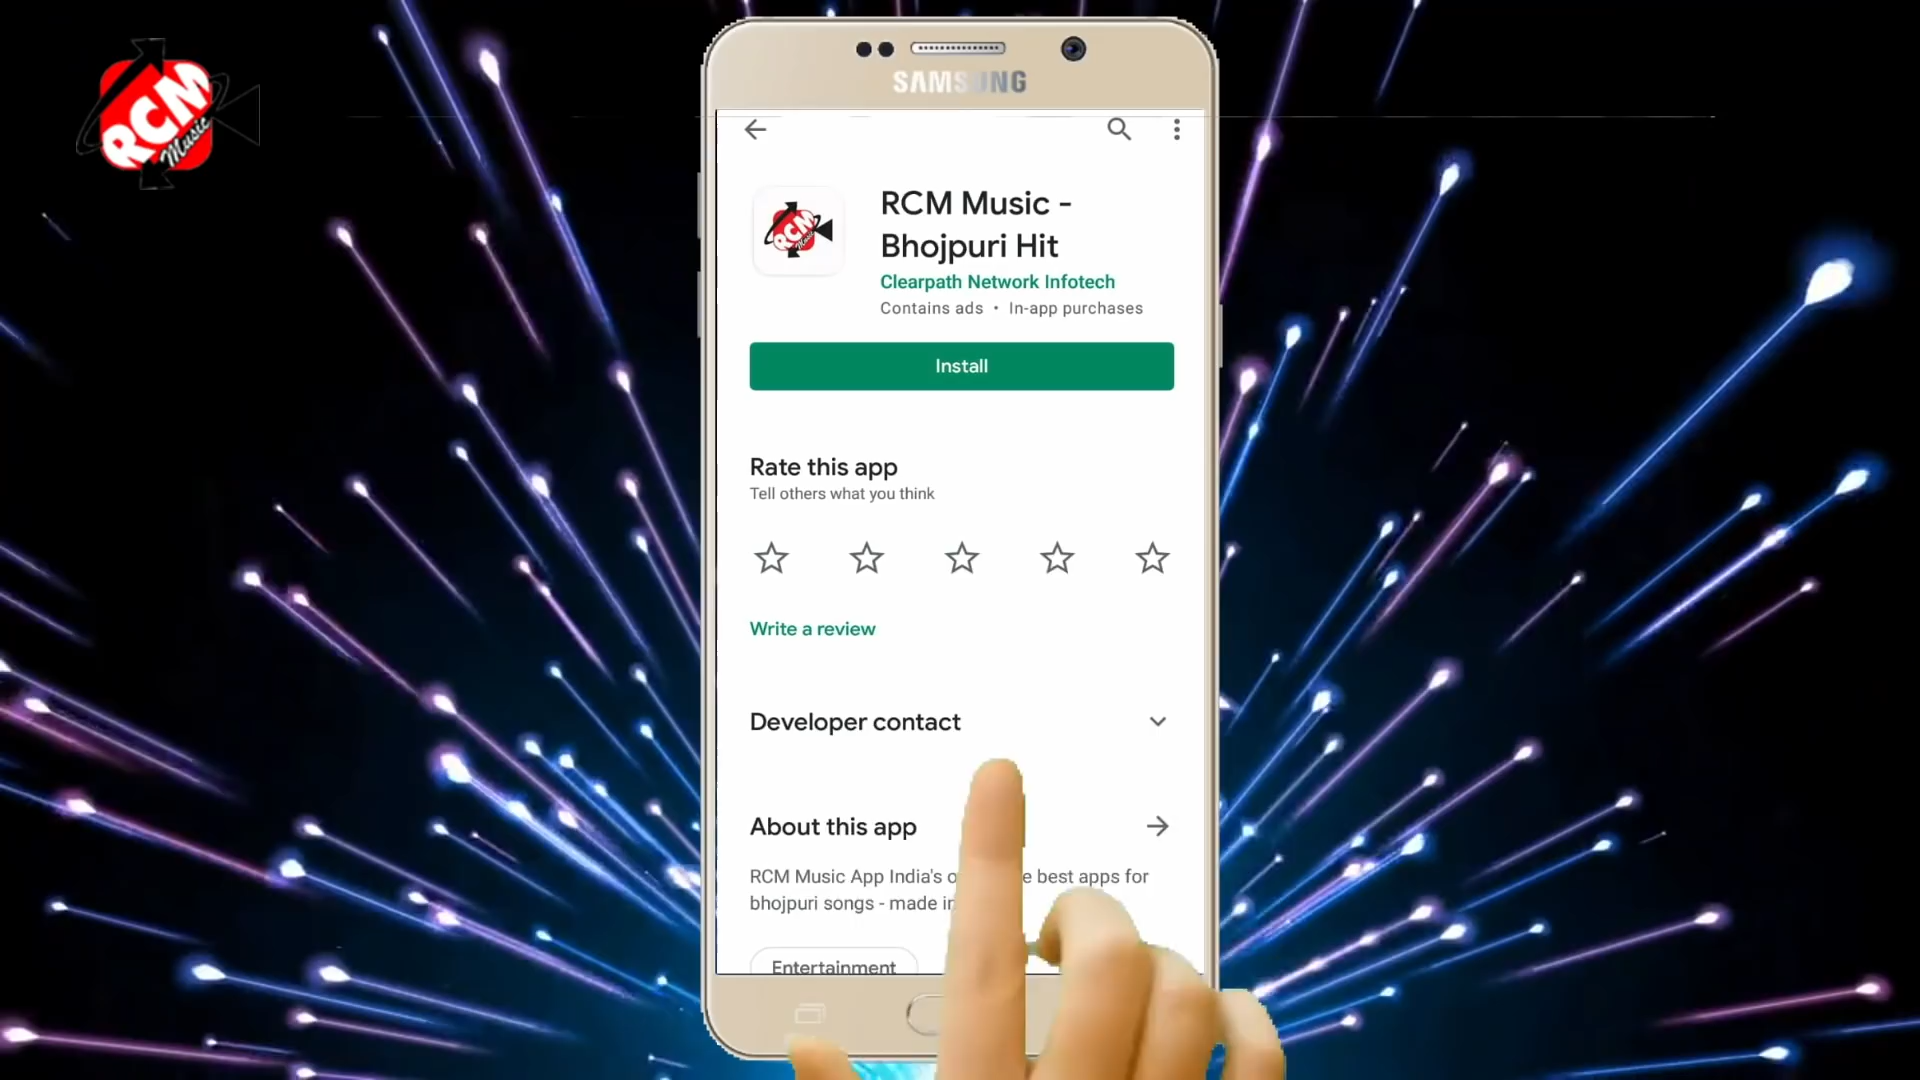 RCM
Music
SAMSUNG
RCM
RCM Music -
Bhojpuri Hit
Clearpath Network Infotech
Contains ads • In-app purchases
Install
Rate this app
Tell others what you think
Write a review
Developer contact
About this app
RCM Music App India's best apps for
bhojpuri songs - made
Entertainment